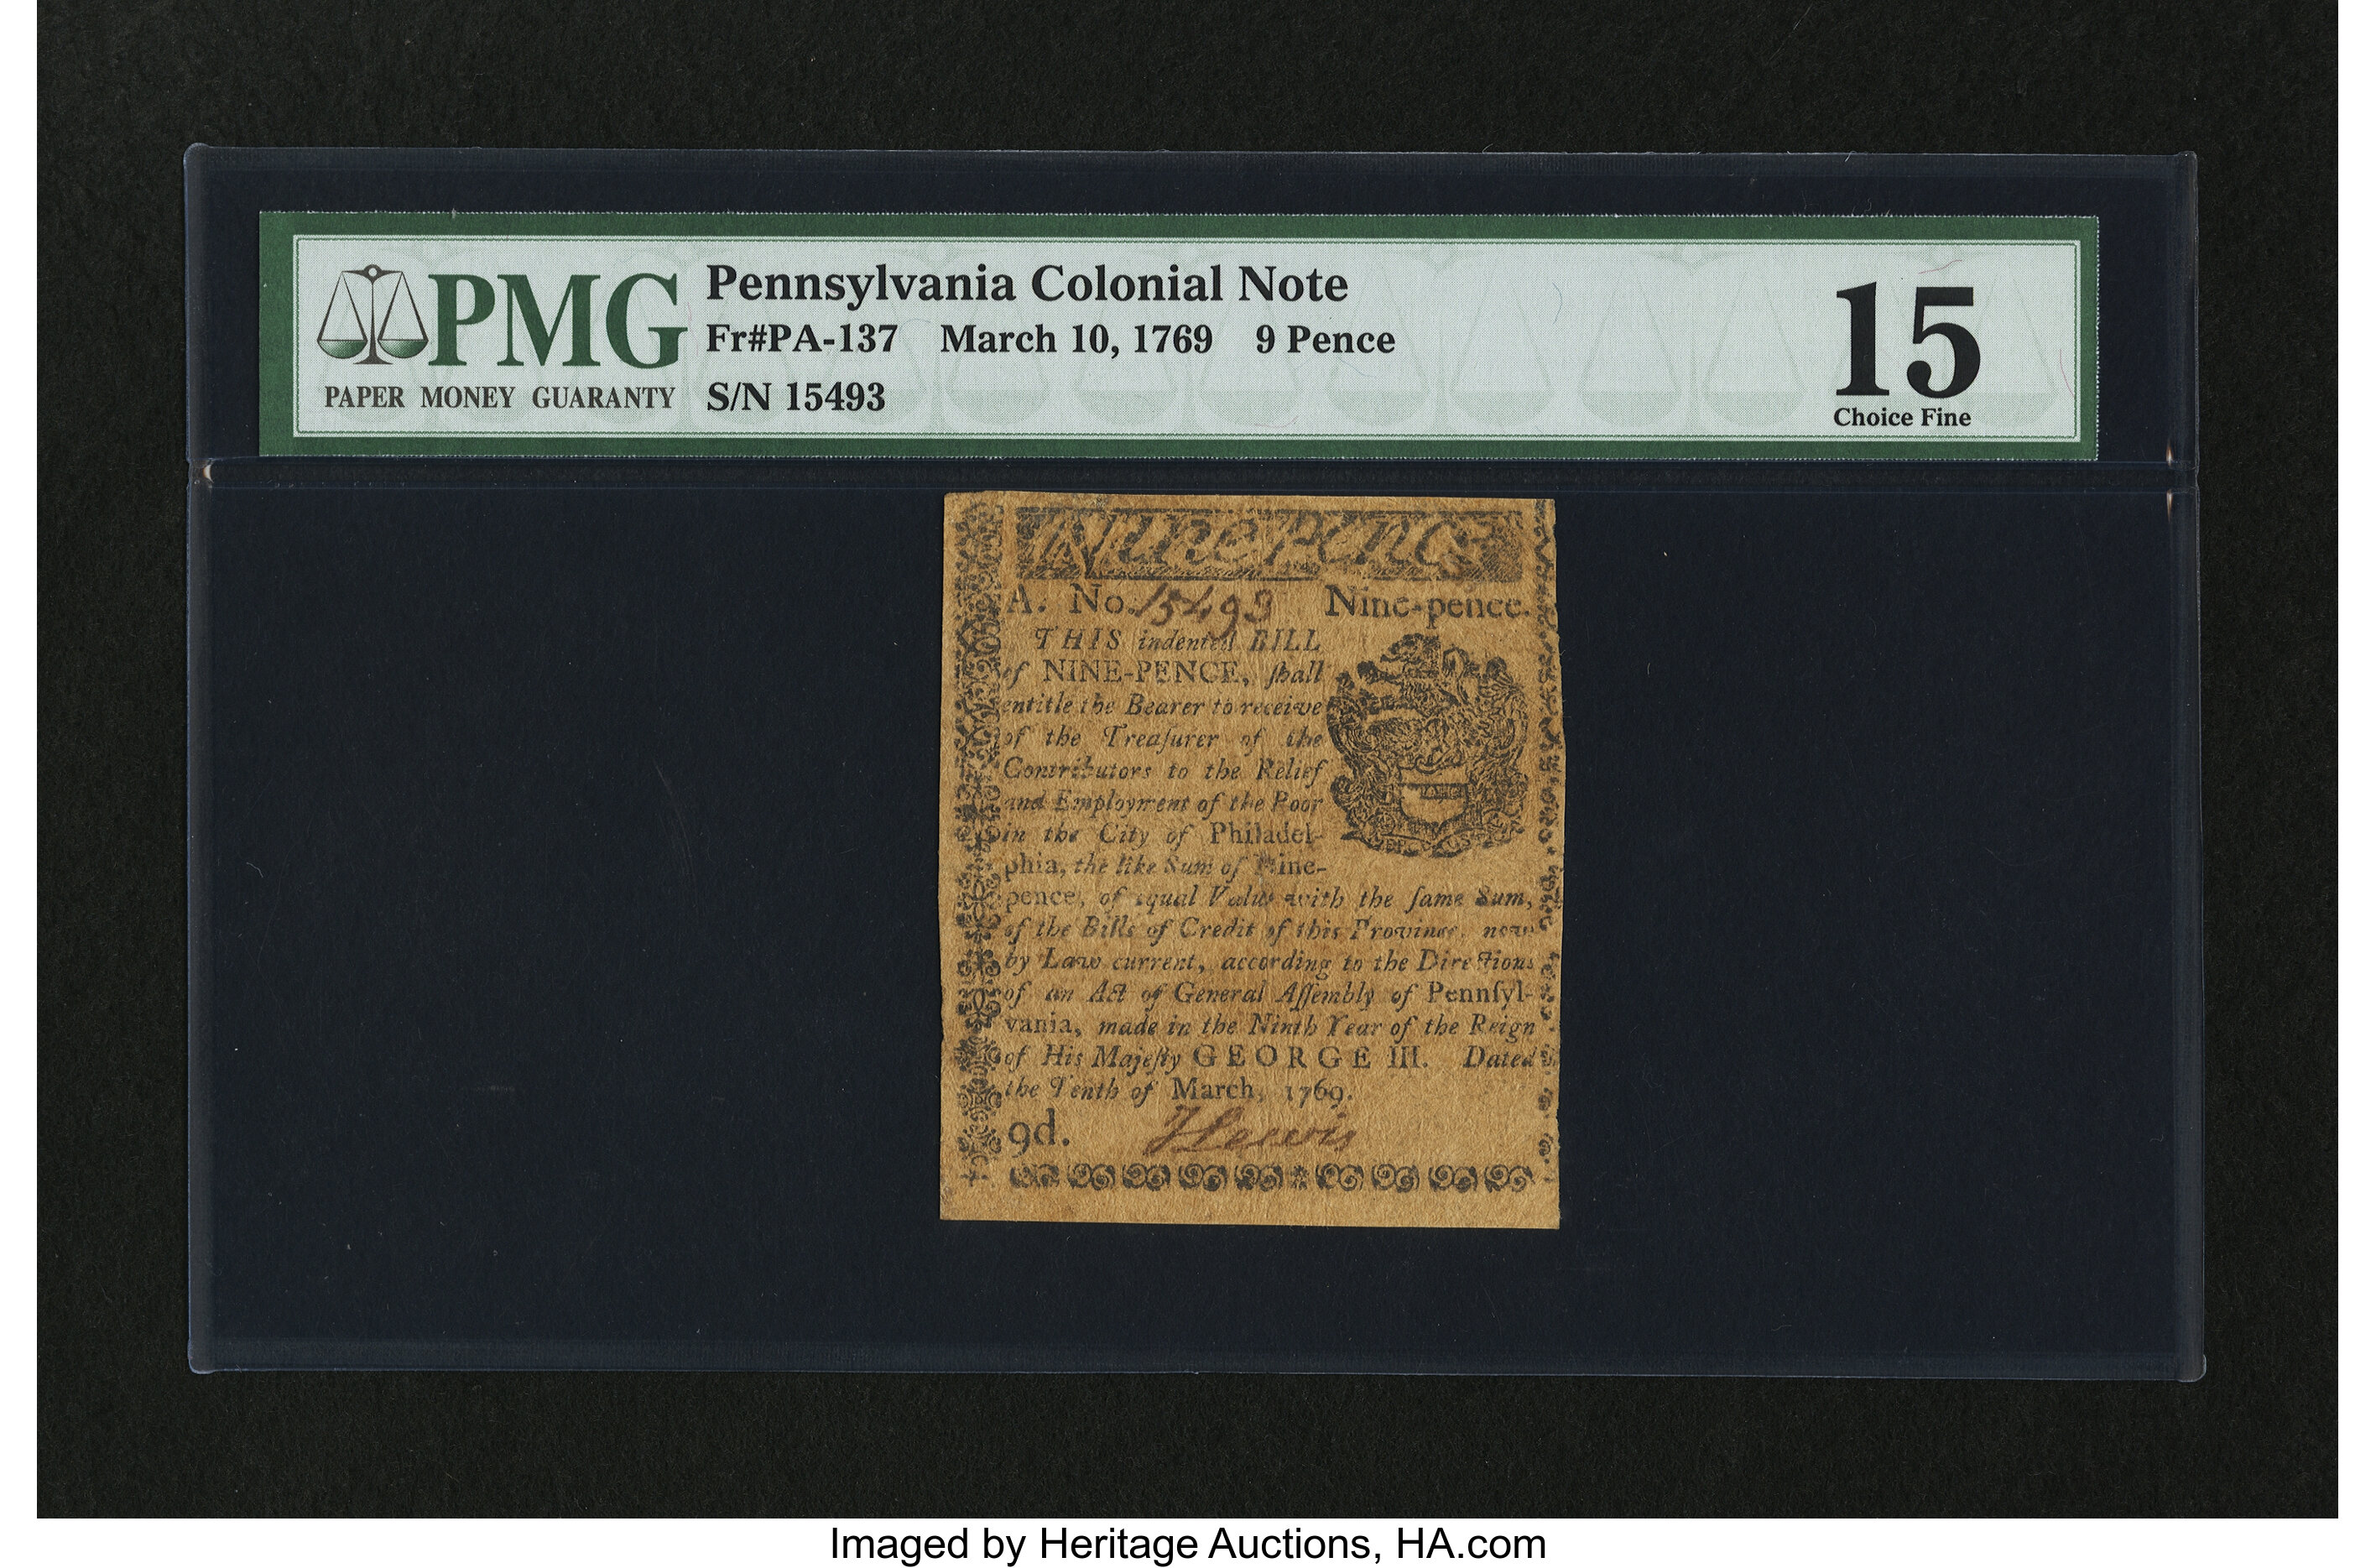 PMG
PAPER MONEY GUARANTY
Pennsylvania Colonial Note
Fr#PA-137 March 10, 1769 9 Pence
S/N 15493
15
Choice Fine
Nine Pence
A. No. 15493 Nine-pence.
THIS indented BILL
of NINE-PENCE, ſhall
entitle the Bearer to receive
of the Treaſurer of the
Contributors to the Relief
and Employment of the Poor
in the City of Philadel-
phia, the like Sum of Nine-
pence, of equal Value with the ſame Sum,
of the Bills of Credit of this Province, now
by Law current, according to the Directions
of an Act of General Aſſembly of Pennſyl-
vania, made in the Ninth Year of the Reign
of His Majeſty GEORGE III. Dated
the Tenth of March, 1769.
9d. JLewis
Imaged by Heritage Auctions, HA.com